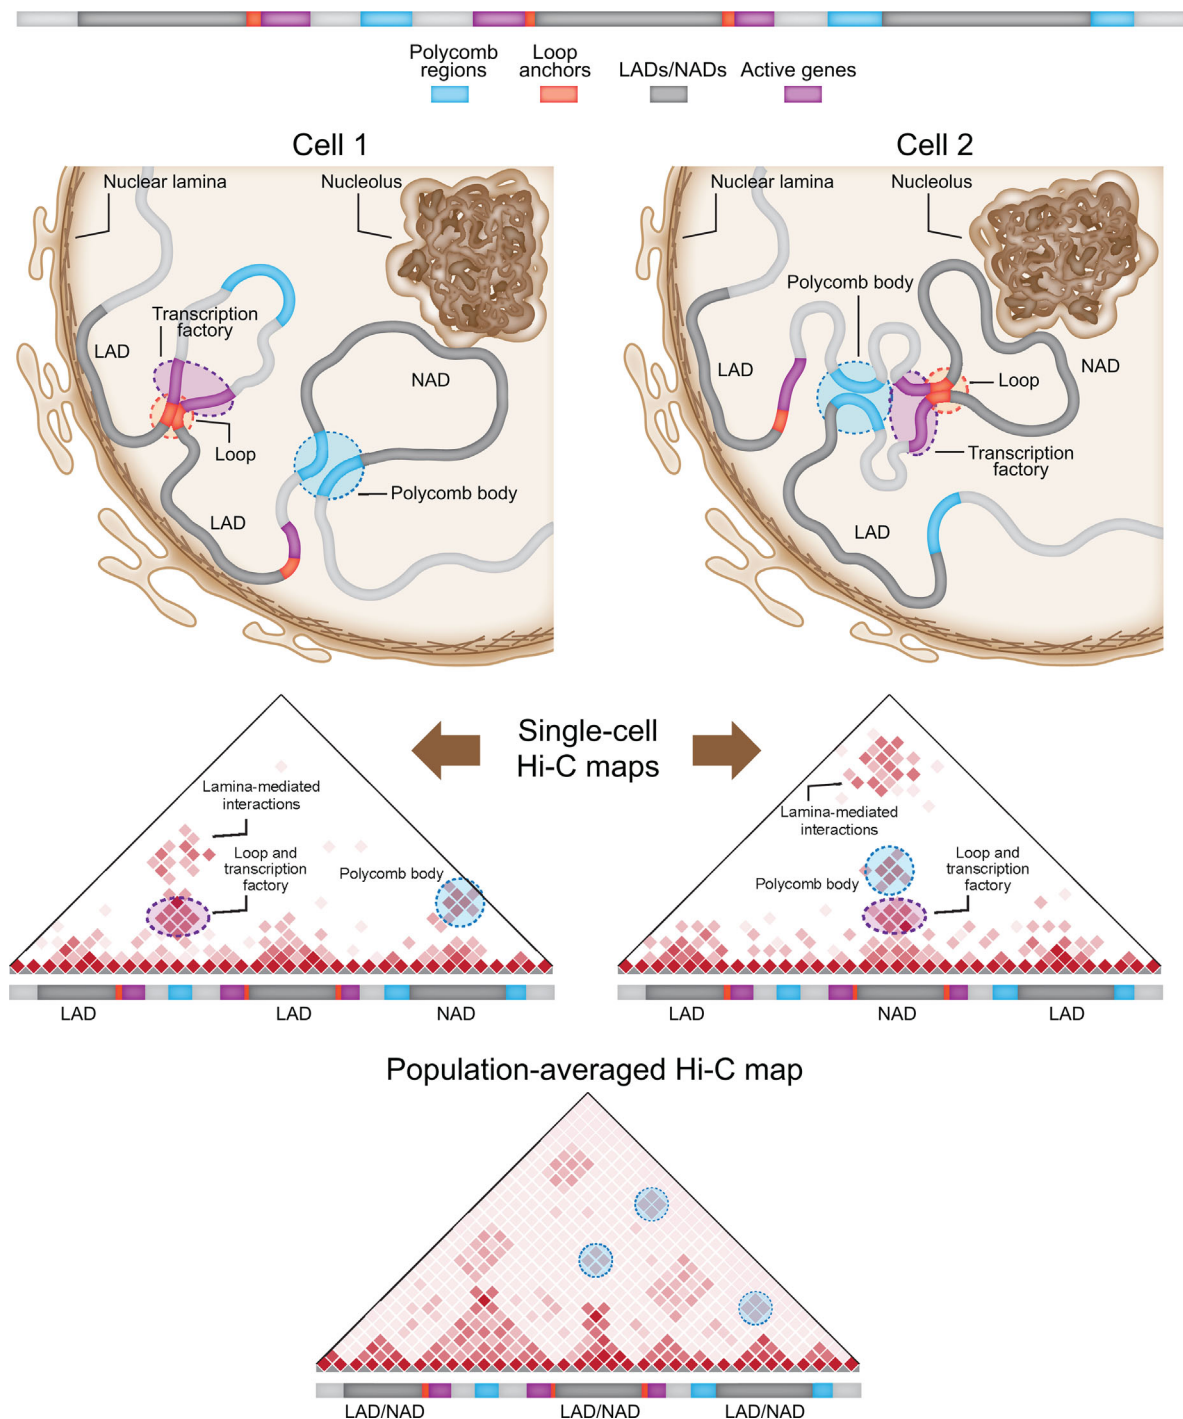 Polycomb
regions
Loop
anchors
LADs/NADs
Active genes
Cell 1
Cell 2
Nuclear lamina
Nucleolus
Transcription
factory
LAD
NAD
Loop
Polycomb body
LAD
Nuclear lamina
Nucleolus
Polycomb body
LAD
Loop
NAD
Transcription
factory
LAD
Single-cell
Hi-C maps
Lamina-mediated
interactions
Loop and
transcription
factory
Polycomb body
LAD
LAD
NAD
Lamina-mediated
interactions
Polycomb body
Loop and
transcription
factory
LAD
NAD
LAD
Population-averaged Hi-C map
LAD/NAD
LAD/NAD
LAD/NAD